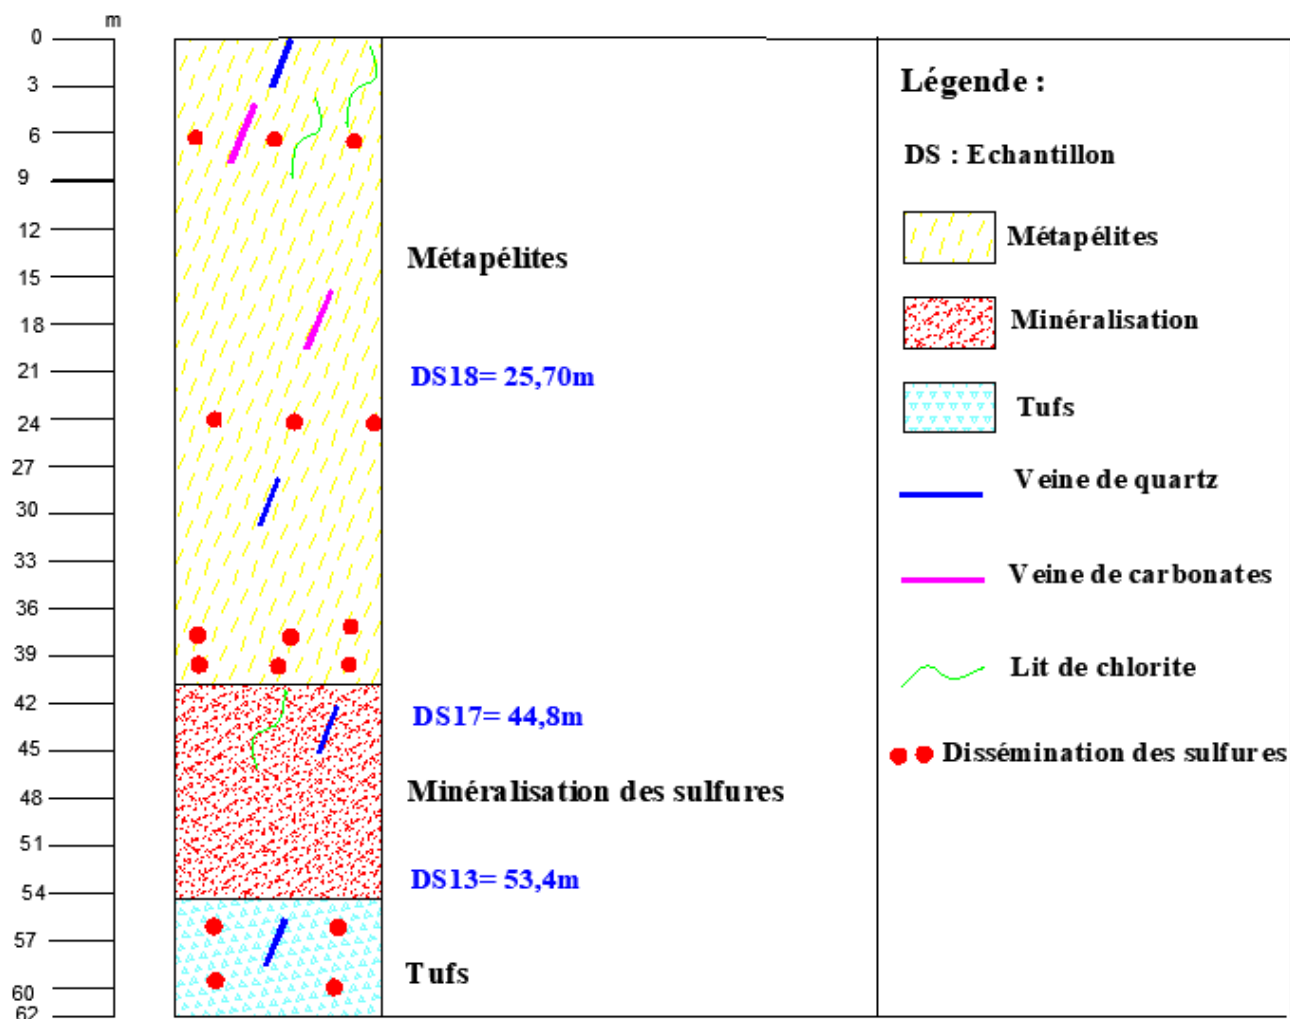 m
0
3
6
9
12
15
18
21
24
27
30
33
36
39
42
45
48
51
54
57
60
62
Métapélites
DS18= 25,70m
DS17= 44,8m
Minéralisation des sulfures
DS13= 53,4m
Tufs
Légende :
DS : Echantillon
Métapélites
Minéralisation
Tufs
Veine de quartz
Veine de carbonates
Lit de chlorite
Dissémination des sulfures